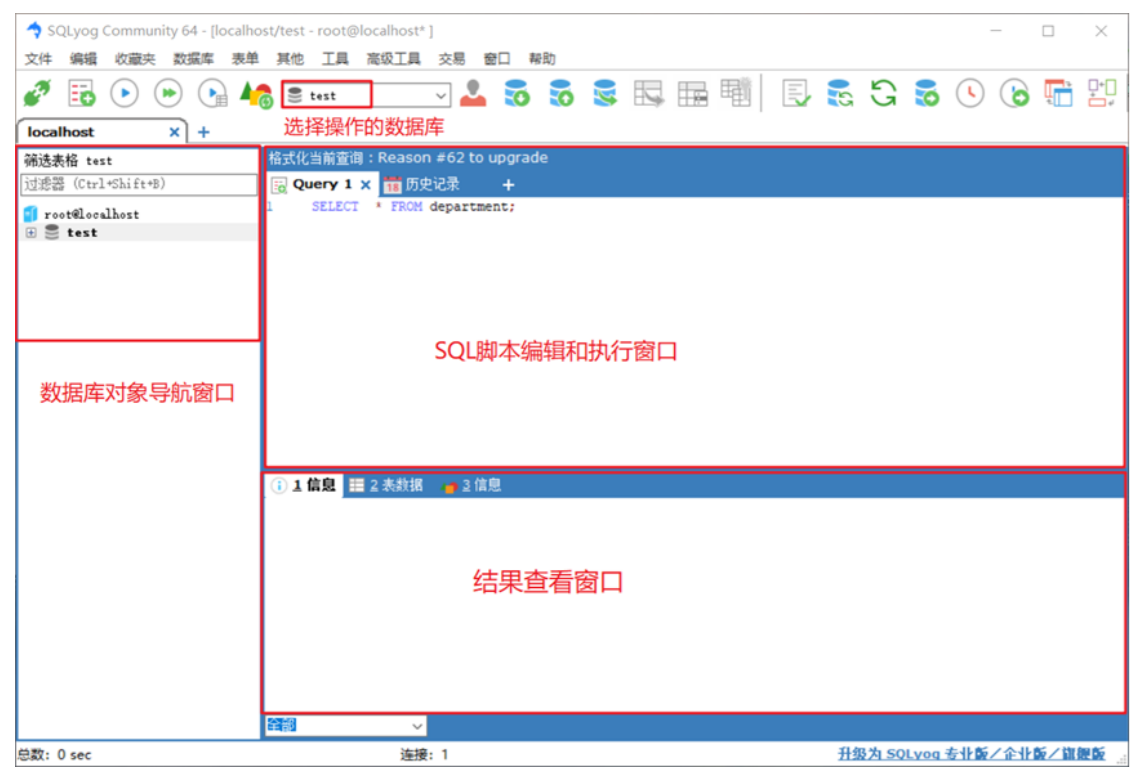 SQLyog Community 64 - [localhost/test - root@localhost* ]
文件 编辑 收藏夹 数据库 表单 其他 工具 高级工具 交易 窗口 帮助
test
选择操作的数据库
localhost x +
筛选表格 test
过滤器 (Ctrl+Shift+B)
root@localhost
test
数据库对象导航窗口
格式化当前查询 : Reason #62 to upgrade
Query 1 x 18 历史记录 +
1 SELECT * FROM department;
SQL脚本编辑和执行窗口
1 信息 2 表数据 3 信息
结果查看窗口
全部
总数: 0 sec 连接: 1 升级为 SQLyog 专业版/企业版/旗舰版